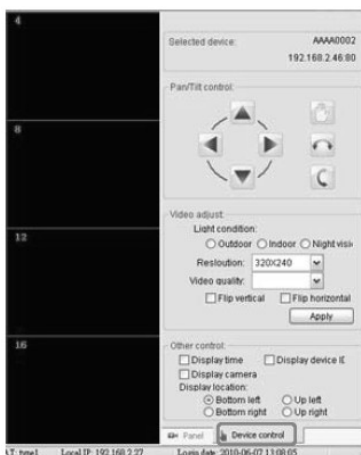 4
Selected device: AAAA0002
192.168.2.46:80
Pan/Tilt control:
8
Video adjust:
12
Light condition:
Outdoor Indoor Night visi
Resloution: 320X240
Video quality:
Flip vertical Flip horizontal
Apply
16
Other control:
Display time Display device I
Display camera
Display location:
Bottom left Up left
Bottom right Up right
Panel Device control
AT: time1 Local IP: 192.168.2.27 Login date: 2010-06-07 13:08:05